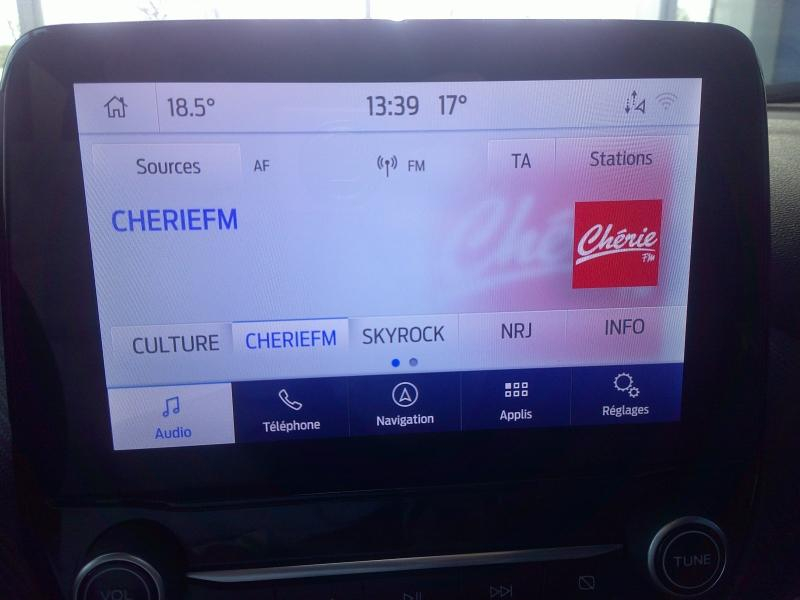 18.5° 13:39 17°
Sources AF FM TA Stations
CHERIEFM
Ché
Chérie
FM
CULTURE CHERIEFM SKYROCK NRJ INFO
Audio Téléphone Navigation Applis Réglages
VOL TUNE